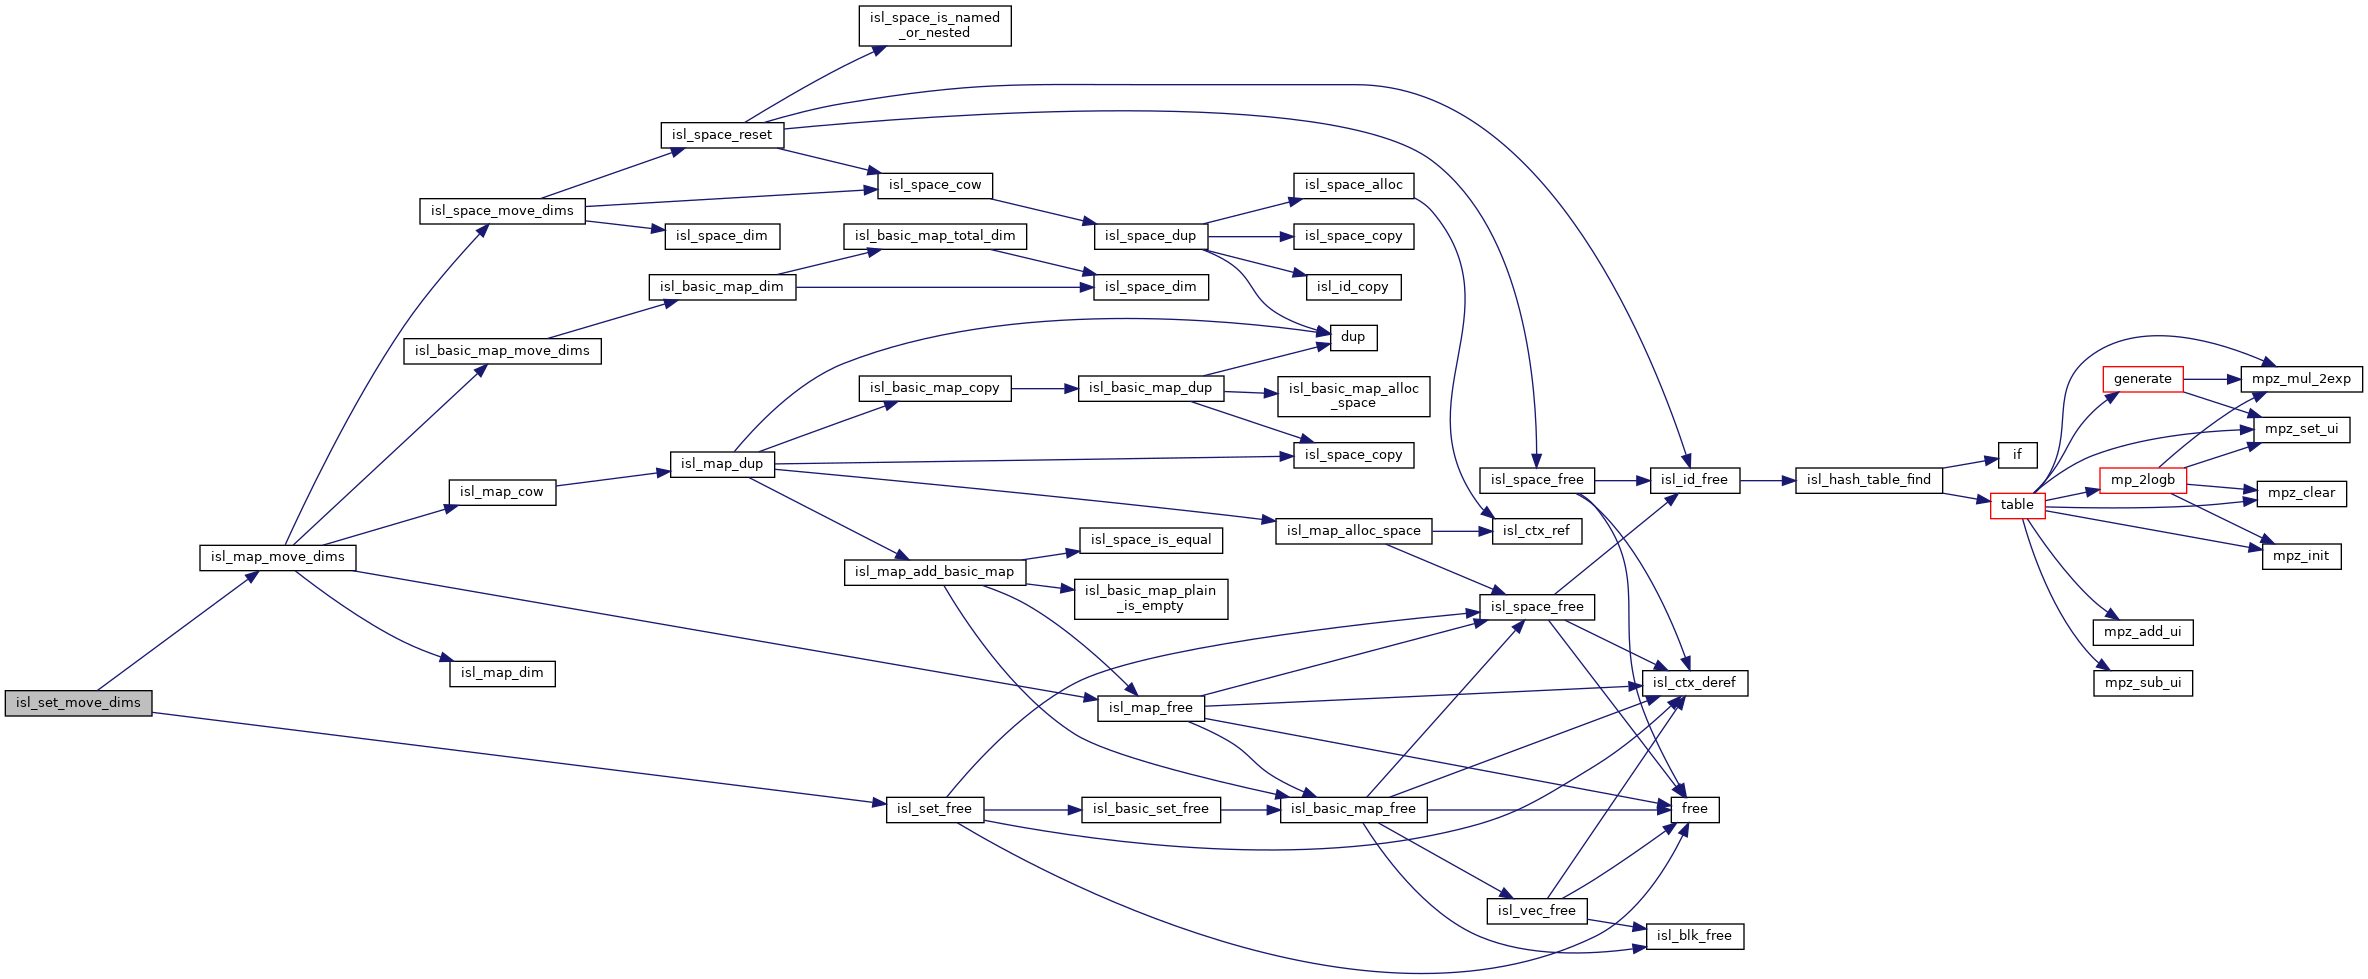 isl_space_is_named
_or_nested
isl_space_reset
isl_space_cow
isl_space_alloc
isl_space_move_dims
isl_space_dim
isl_basic_map_total_dim
isl_space_dup
isl_space_copy
isl_basic_map_dim
isl_space_dim
isl_id_copy
dup
isl_basic_map_move_dims
isl_basic_map_copy
isl_basic_map_dup
isl_basic_map_alloc
_space
generate
mpz_mul_2exp
mpz_set_ui
isl_map_dup
isl_space_copy
if
isl_map_cow
isl_space_free
isl_id_free
isl_hash_table_find
mp_2logb
mpz_clear
table
isl_map_alloc_space
isl_ctx_ref
isl_space_is_equal
isl_map_move_dims
mpz_init
isl_map_add_basic_map
isl_basic_map_plain
_is_empty
isl_space_free
mpz_add_ui
isl_map_dim
isl_ctx_deref
mpz_sub_ui
isl_set_move_dims
isl_map_free
isl_set_free
isl_basic_set_free
isl_basic_map_free
free
isl_vec_free
isl_blk_free